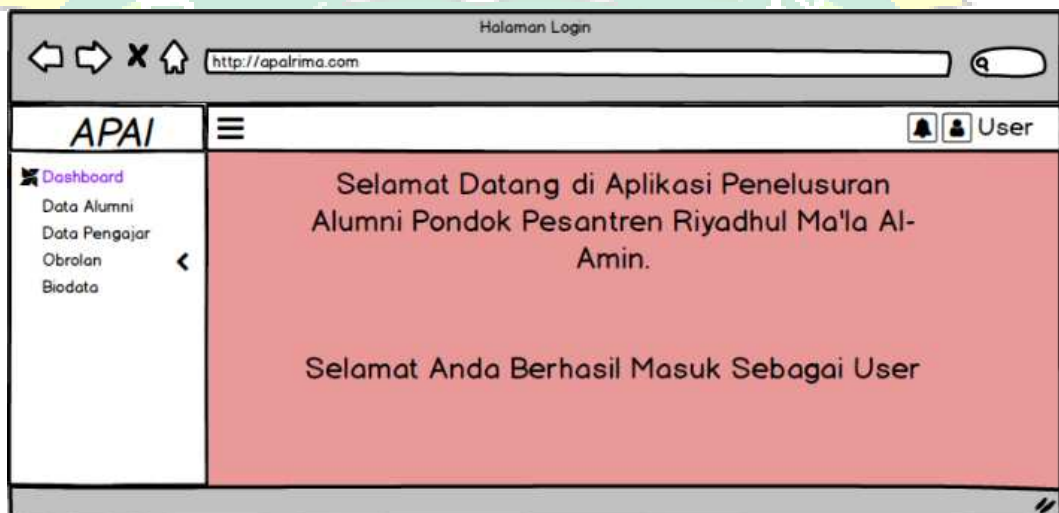 Halaman Login
http://apalrima.com
APAI
User
Dashboard
Data Alumni
Data Pengajar
Obrolan
Biodata
Selamat Datang di Aplikasi Penelusuran
Alumni Pondok Pesantren Riyadhul Ma'la Al-
Amin.
Selamat Anda Berhasil Masuk Sebagai User